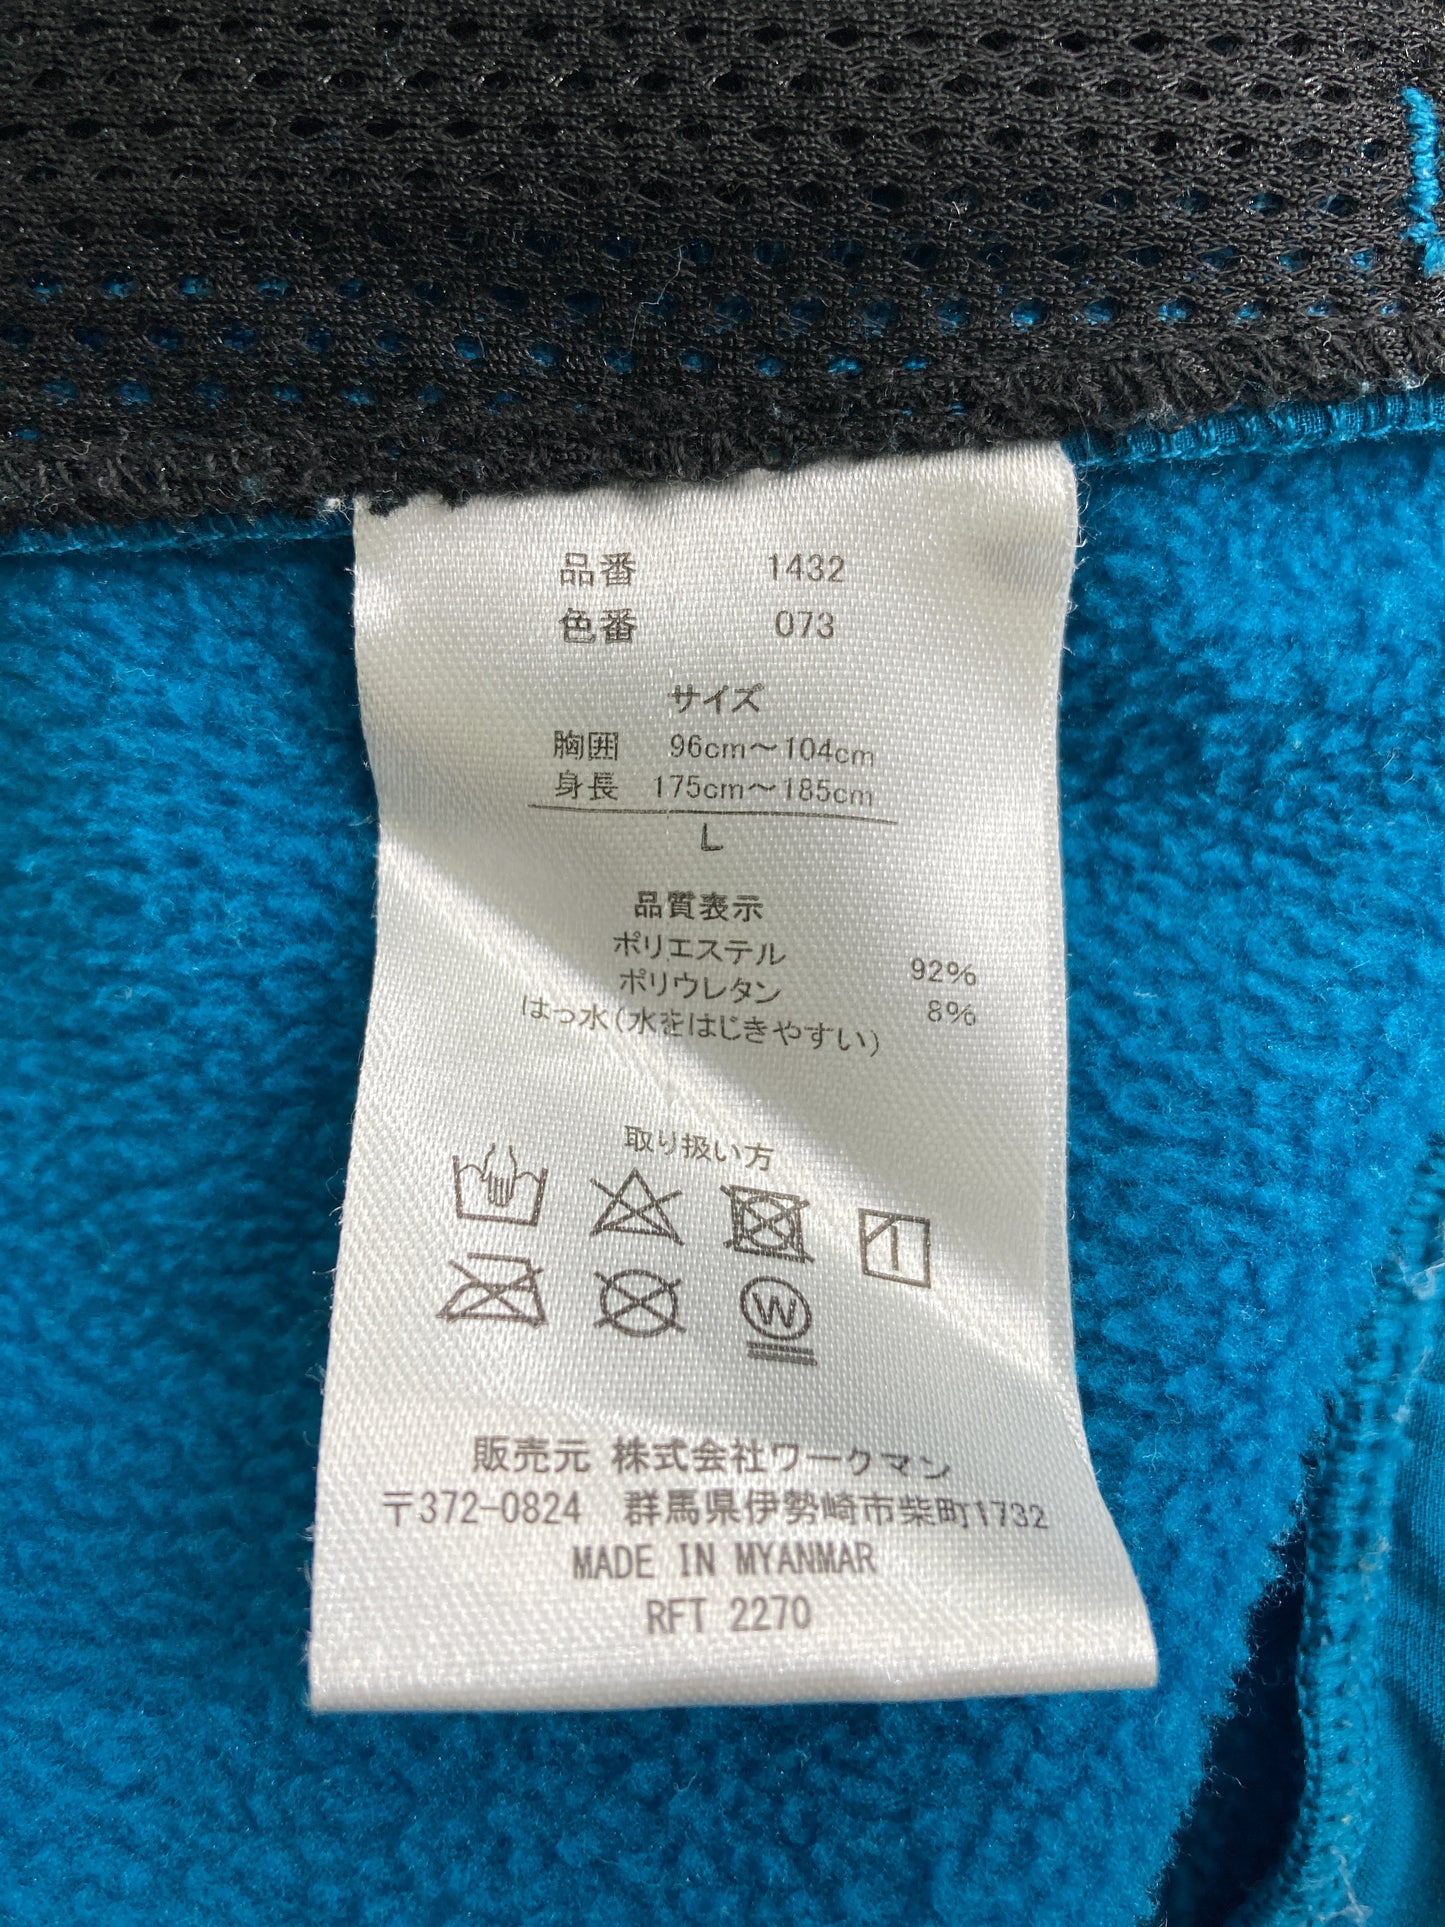 品番 1432
色番 073
サイズ
胸囲 96cm～104cm
身長 175cm～185cm
L
品質表示
ポリエステル 92%
ポリウレタン 8%
はっ水(水をはじきやすい)
取り扱い方
W
販売元 株式会社ワークマン
〒372-0824 群馬県伊勢崎市柴町1732
MADE IN MYANMAR
RFT 2270